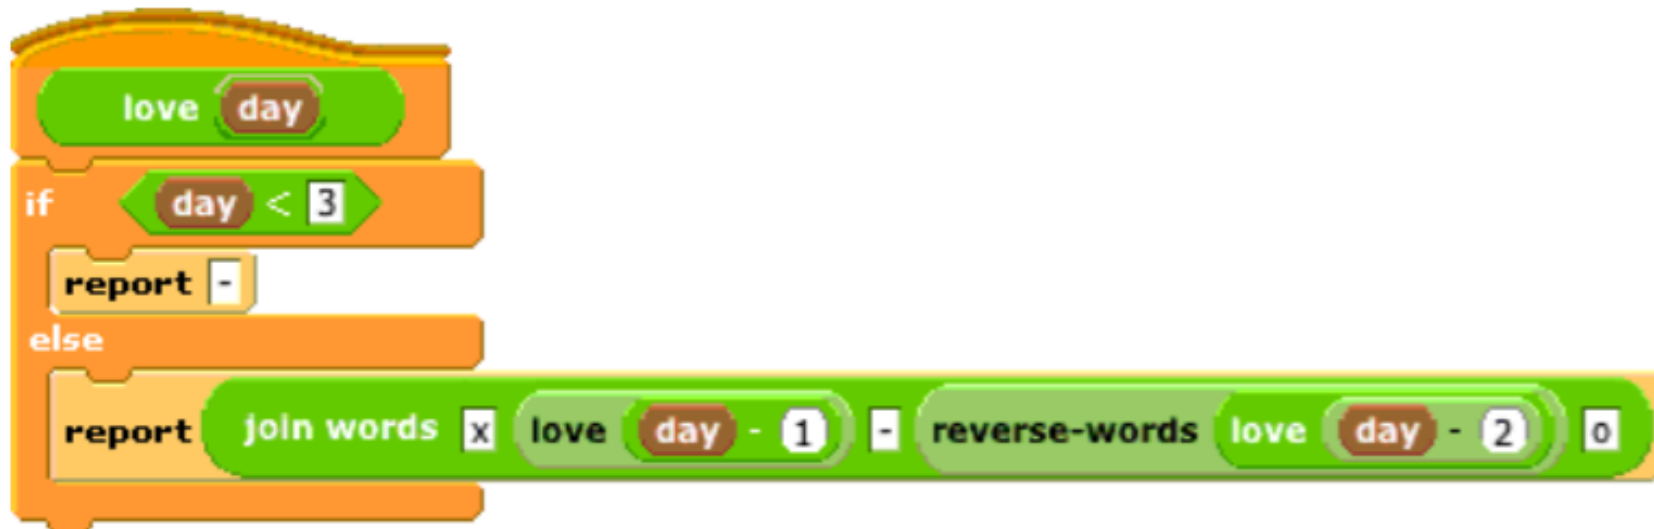 love day
if day < 3
report -
else
report join words x love day - 1 - reverse-words love day - 2 o